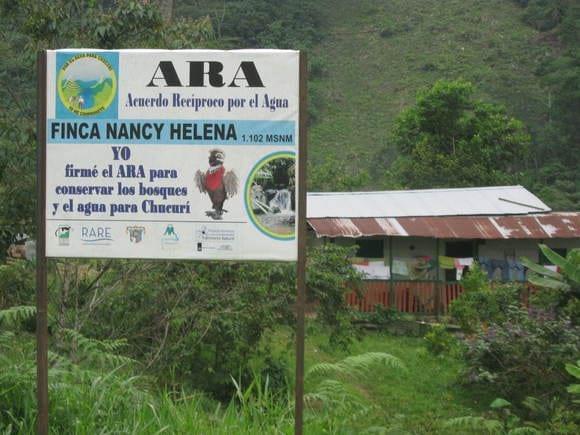 ARA
Acuerdo Recíproco por el Agua
FINCA NANCY HELENA 1.102 MSNM
YO
firmé el ARA para
conservar los bosques
y el agua para Chucurí
RARE